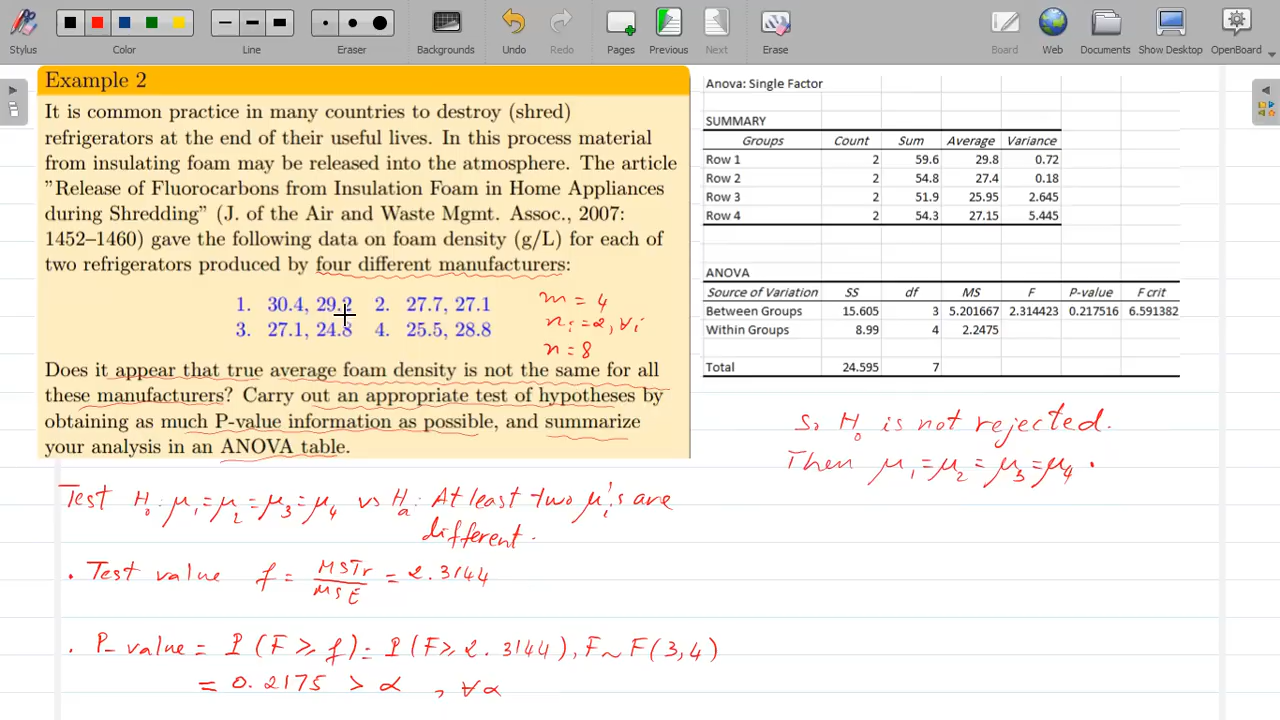 Stylus Color Line Eraser Backgrounds Undo Redo Pages Previous Next Erase Board Web Documents Show Desktop OpenBoard
Example 2
It is common practice in many countries to destroy (shred)
refrigerators at the end of their useful lives. In this process material
from insulating foam may be released into the atmosphere. The article
"Release of Fluorocarbons from Insulation Foam in Home Appliances
during Shredding" (J. of the Air and Waste Mgmt. Assoc., 2007:
1452–1460) gave the following data on foam density (g/L) for each of
two refrigerators produced by four different manufacturers:
1. 30.4, 29.2 2. 27.7, 27.1
3. 27.1, 24.8 4. 25.5, 28.8
m = 4
nᵢ = 2, ∀i
n = 8
Does it appear that true average foam density is not the same for all
these manufacturers? Carry out an appropriate test of hypotheses by
obtaining as much P-value information as possible, and summarize
your analysis in an ANOVA table.
Anova: Single Factor
SUMMARY
Groups Count Sum Average Variance
Row 1 2 59.6 29.8 0.72
Row 2 2 54.8 27.4 0.18
Row 3 2 51.9 25.95 2.645
Row 4 2 54.3 27.15 5.445
ANOVA
Source of Variation SS df MS F P-value F crit
Between Groups 15.605 3 5.201667 2.314423 0.217516 6.591382
Within Groups 8.99 4 2.2475
Total 24.595 7
So H₀ is not rejected.
Then μ₁ = μ₂ = μ₃ = μ₄ .
Test H₀: μ₁ = μ₂ = μ₃ = μ₄ vs Hₐ: At least two μᵢ's are
different.
. Test value f = MSTr / MSE = 2.3144
. P-value = P(F ≥ f) = P(F ≥ 2.3144), F ~ F(3,4)
= 0.2175 > α , ∀α